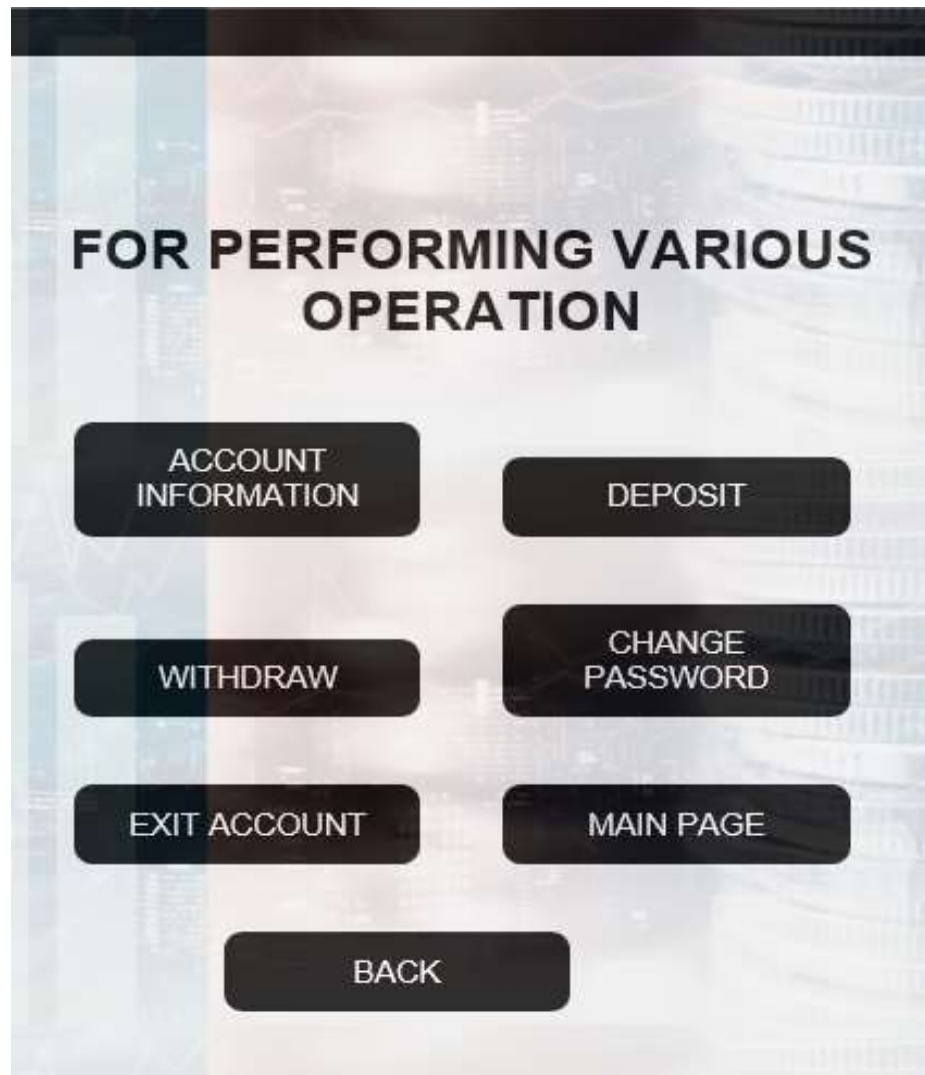 FOR PERFORMING VARIOUS
OPERATION
ACCOUNT
INFORMATION
DEPOSIT
WITHDRAW
CHANGE
PASSWORD
EXIT ACCOUNT
MAIN PAGE
BACK